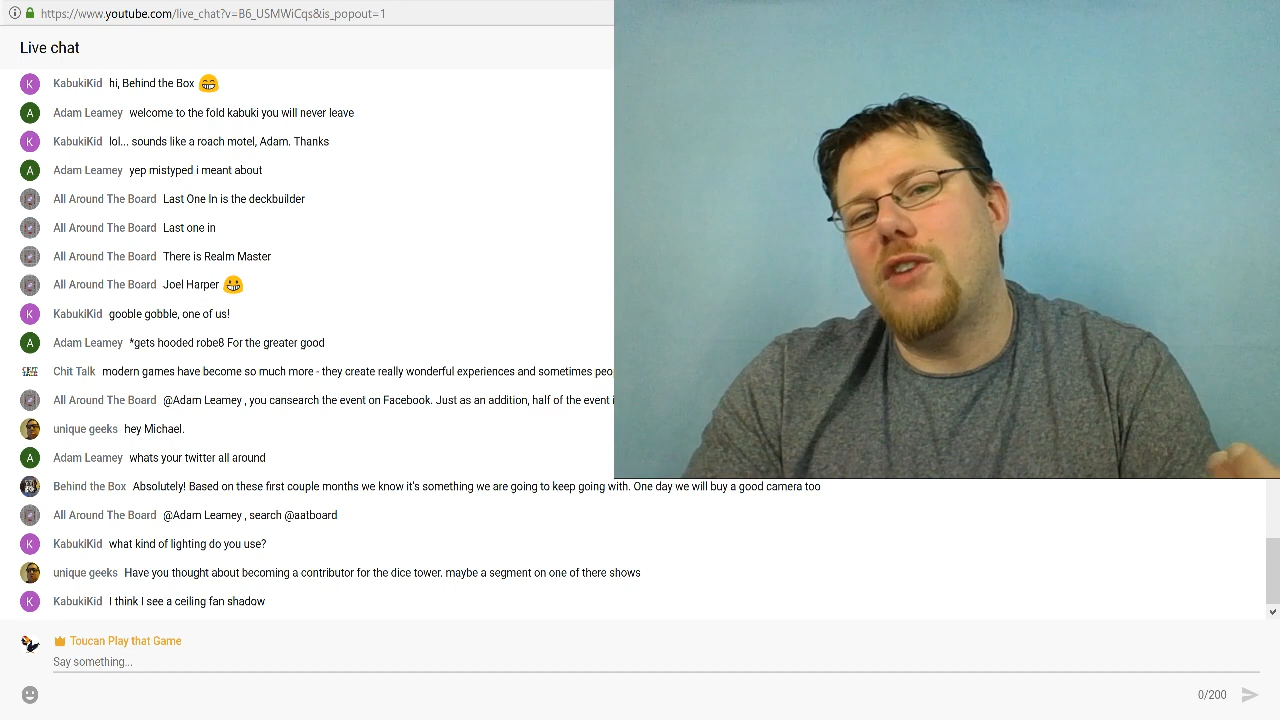 https://www.youtube.com/live_chat?v=B6_USMWiCqs&is_popout=1
Live chat
KabukiKid hi, Behind the Box
Adam Leamey welcome to the fold kabuki you will never leave
KabukiKid lol... sounds like a roach motel, Adam. Thanks
Adam Leamey yep mistyped i meant about
All Around The Board Last One In is the deckbuilder
All Around The Board Last one in
All Around The Board There is Realm Master
All Around The Board Joel Harper
KabukiKid gooble gobble, one of us!
Adam Leamey *gets hooded robe8 For the greater good
Chit Talk modern games have become so much more - they create really wonderful experiences and sometimes peo
All Around The Board @Adam Leamey , you cansearch the event on Facebook. Just as an addition, half of the event i
unique geeks hey Michael.
Adam Leamey whats your twitter all around
Behind the Box Absolutely! Based on these first couple months we know it's something we are going to keep going with. One day we will buy a good camera too
All Around The Board @Adam Leamey , search @aatboard
KabukiKid what kind of lighting do you use?
unique geeks Have you thought about becoming a contributor for the dice tower. maybe a segment on one of there shows
KabukiKid I think I see a ceiling fan shadow
Toucan Play that Game
Say something...
0/200